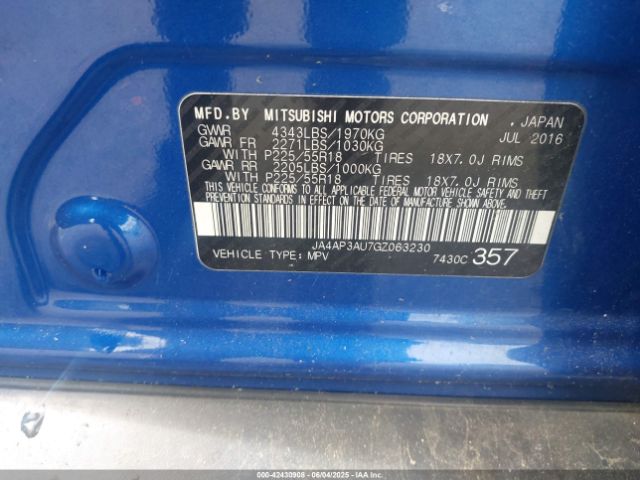 MFD.BY MITSUBISHI MOTORS CORPORATION , JAPAN
GVWR 4343LBS/1970KG JUL 2016
GAWR FR 2271LBS/1030KG
WITH P225/55R18 TIRES 18X7.0J RIMS
GAWR RR 2205LBS/1000KG
WITH P225/55R18 TIRES 18X7.0J RIMS
THIS VEHICLE CONFORMS TO ALL APPLICABLE FEDERAL MOTOR VEHICLE SAFETY AND THEFT
PREVENTION STANDARDS IN EFFECT ON THE DATE OF MANUFACTURE SHOWN ABOVE.
JA4AP3AU7GZ063230
VEHICLE TYPE: MPV 7430C 357
000-42430908 06/04/2025 IAAI.com